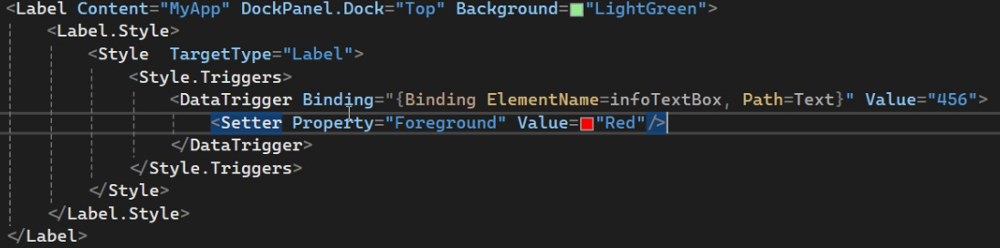 <Label Content="MyApp" DockPanel.Dock="Top" Background="LightGreen">
<Label.Style>
<Style  TargetType="Label">
<Style.Triggers>
<DataTrigger Binding="{Binding ElementName=infoTextBox, Path=Text}" Value="456">
<Setter Property="Foreground" Value="Red"/>
</DataTrigger>
</Style.Triggers>
</Style>
</Label.Style>
</Label>